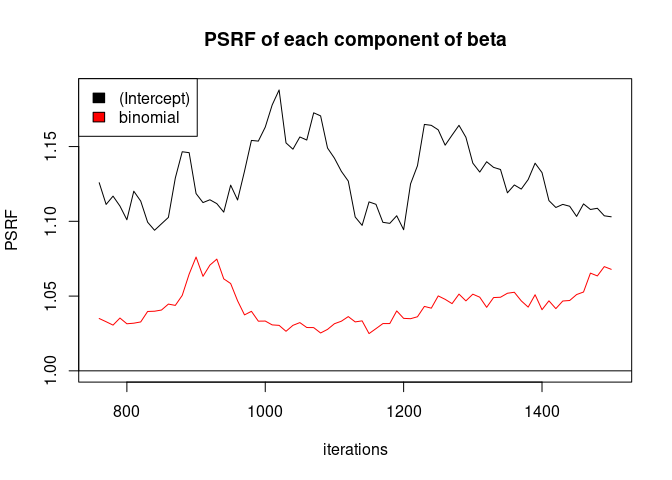 PSRF of each component of beta
(Intercept)
binomial
1.15
1.10
1.05
1.00
PSRF
800 1000 1200 1400
iterations